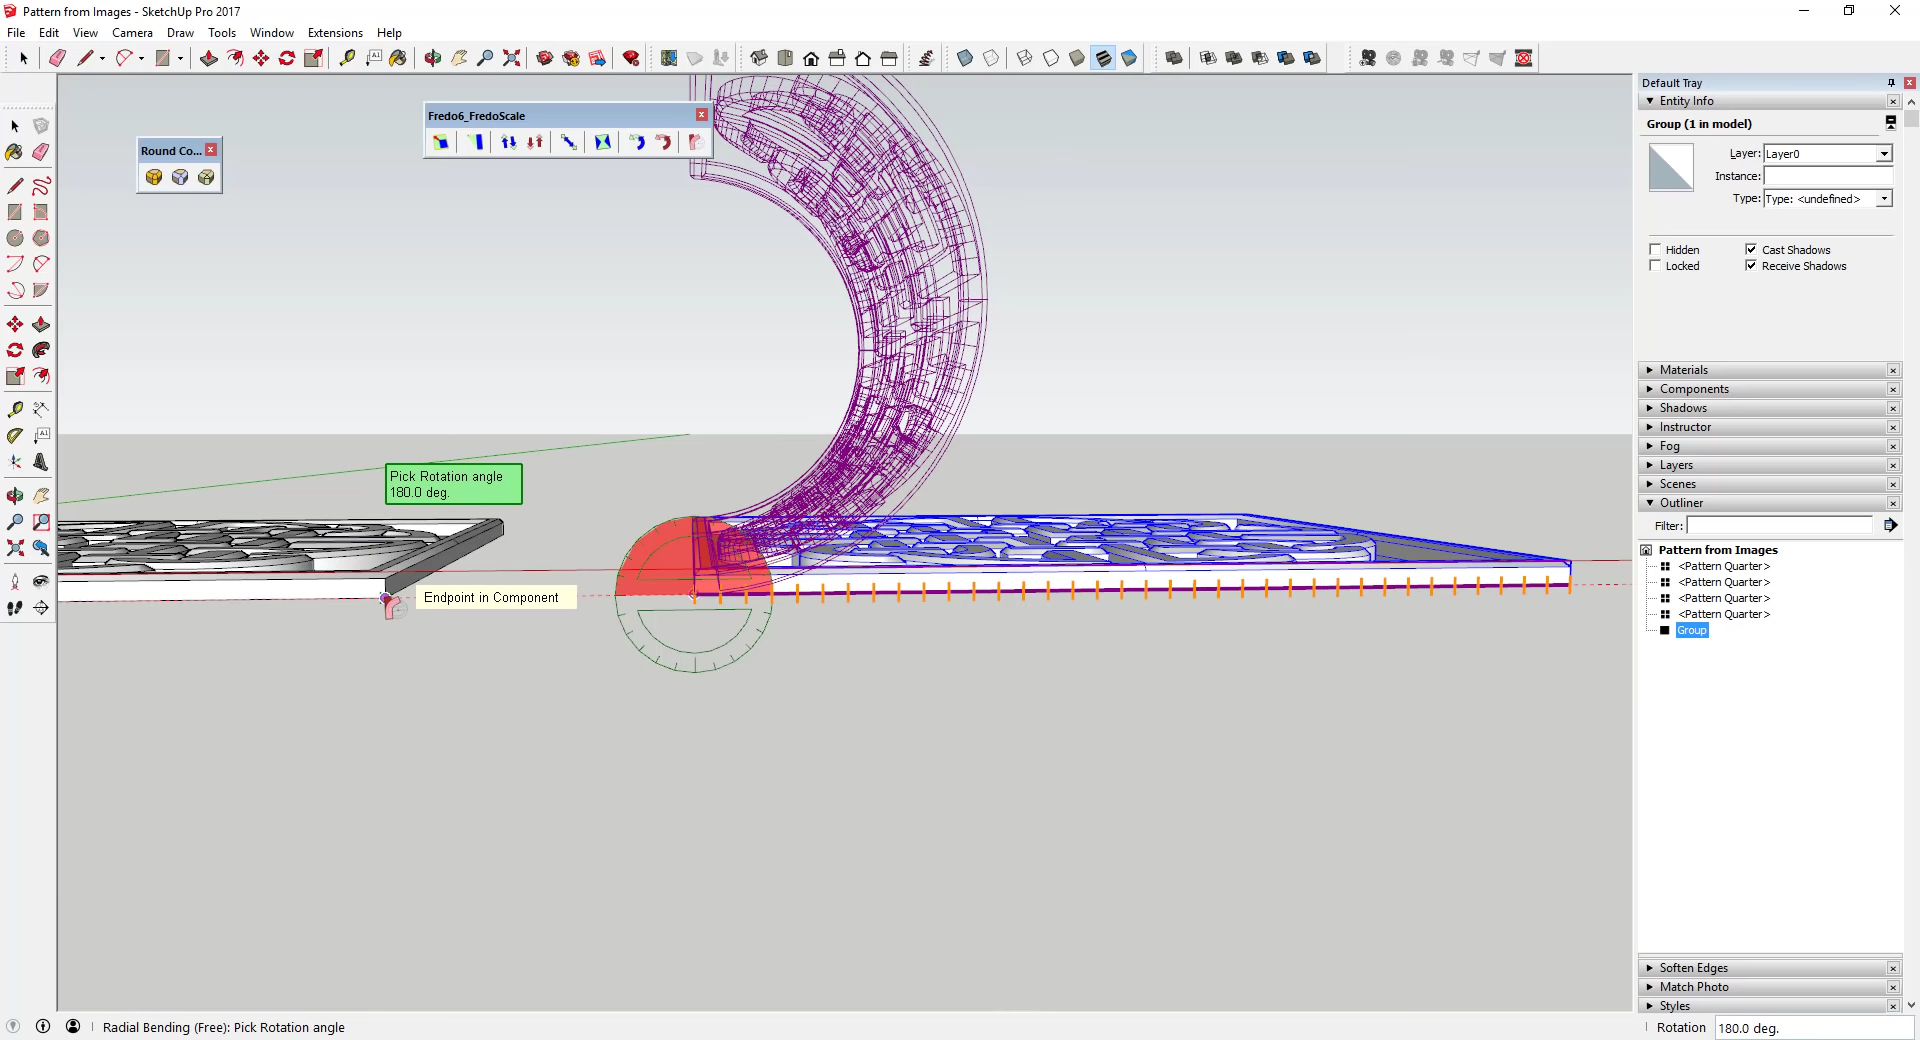 Pattern from Images - SketchUp Pro 2017
File Edit View Camera Draw Tools Window Extensions Help
Default Tray
Entity Info
Group (1 in model)
Layer: Layer0
Instance:
Type: Type: <undefined>
Hidden Cast Shadows
Locked Receive Shadows
Materials
Components
Shadows
Instructor
Fog
Layers
Scenes
Outliner
Filter:
Pattern from Images
<Pattern Quarter>
<Pattern Quarter>
<Pattern Quarter>
<Pattern Quarter>
Group
Soften Edges
Match Photo
Styles
Fredo6_FredoScale
Round Co...
A1
A1
Pick Rotation angle
180.0 deg.
Endpoint in Component
Radial Bending (Free): Pick Rotation angle
Rotation 180.0 deg.